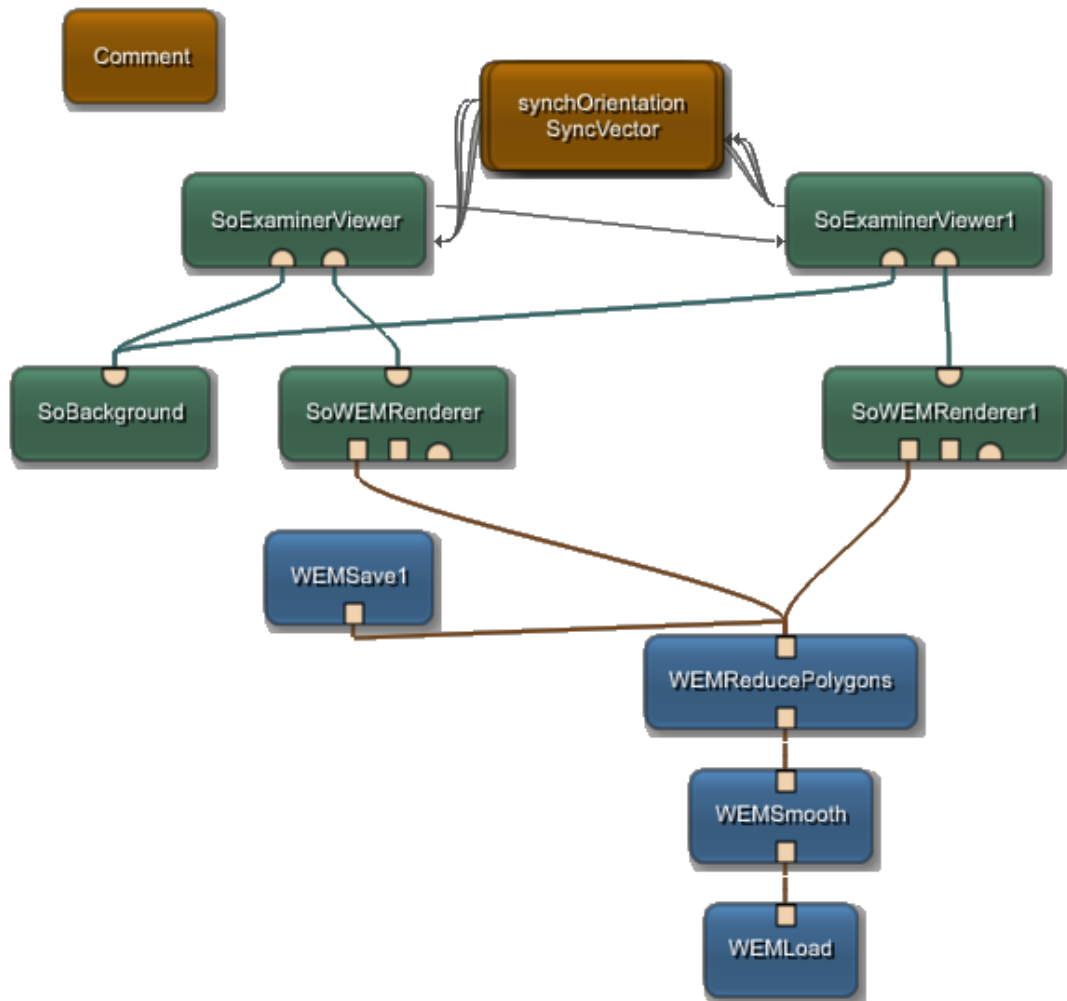 Comment
synchOrientation
SyncVector
SoExaminerViewer
SoExaminerViewer1
SoBackground
SoWEMRenderer
SoWEMRenderer1
WEMSave1
WEMReducePolygons
WEMSmooth
WEMLoad